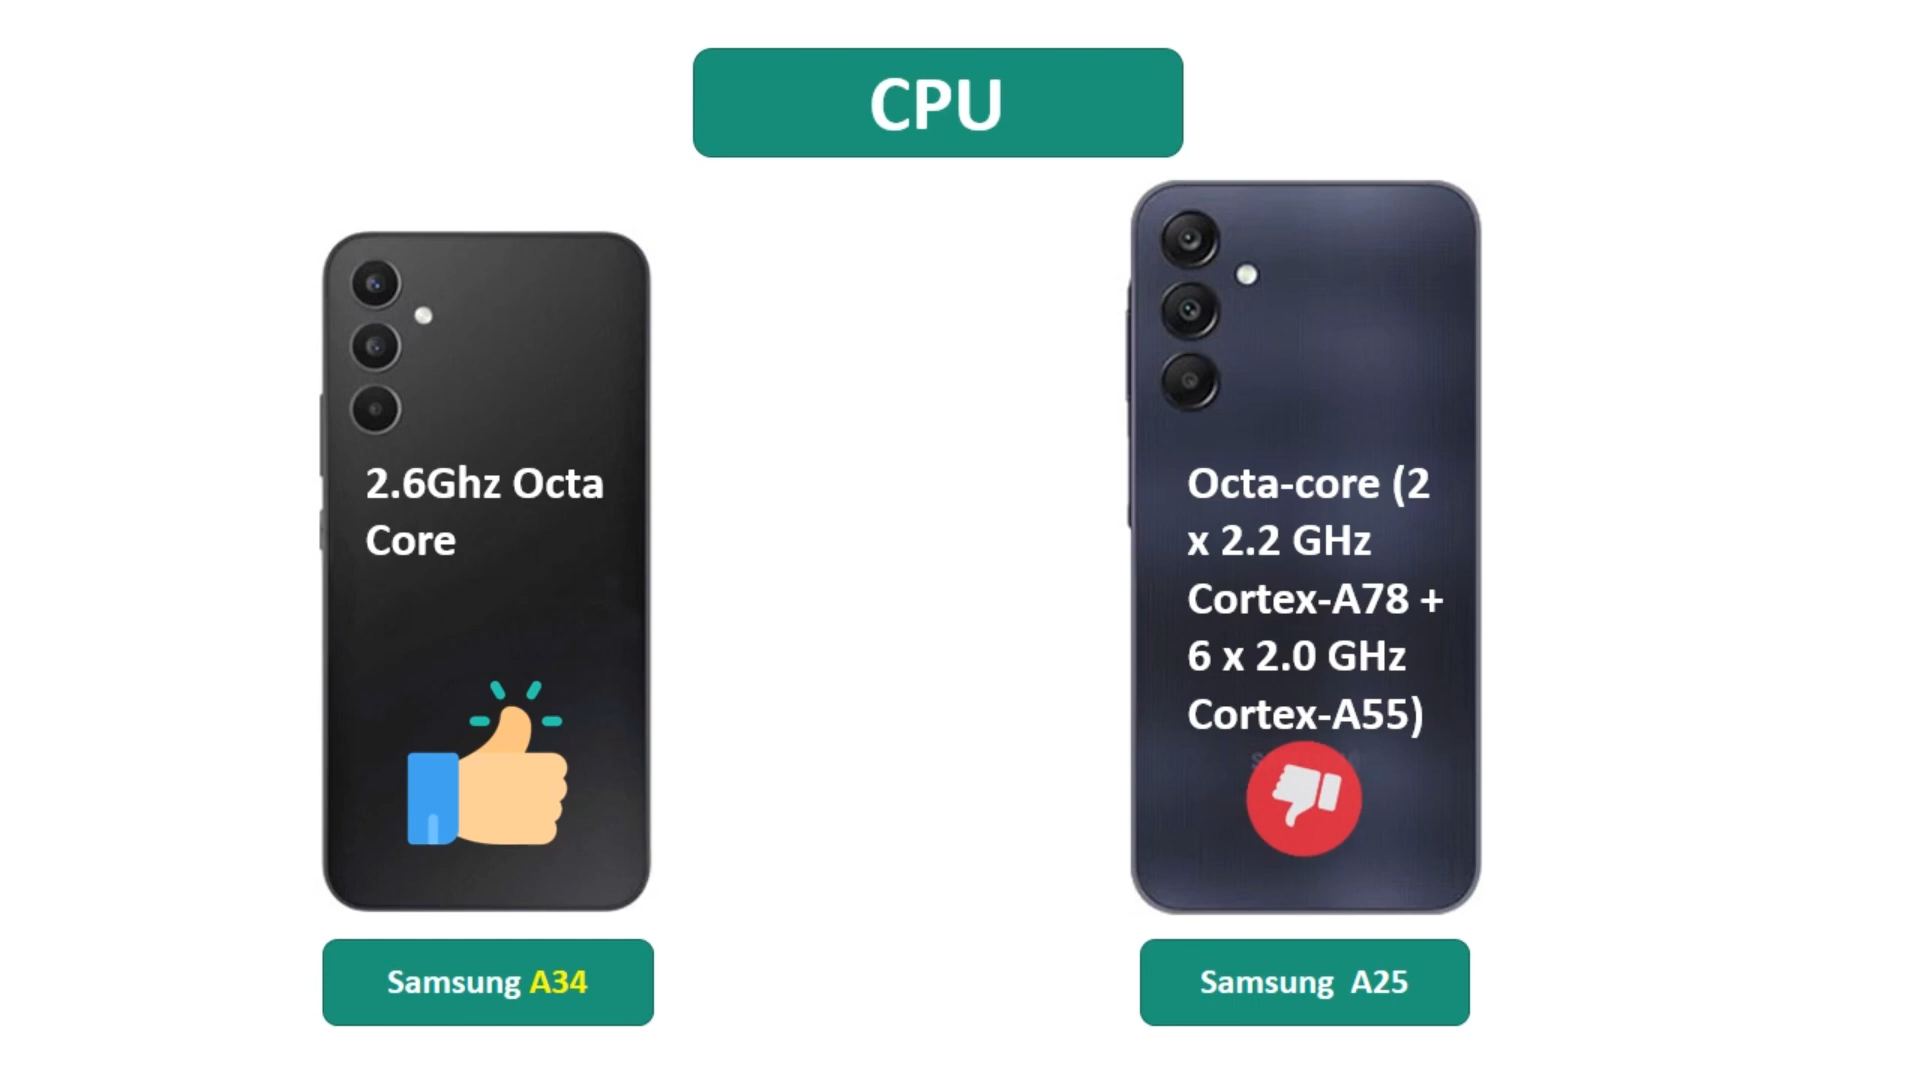 CPU
2.6Ghz Octa
Core
Octa-core (2
x 2.2 GHz
Cortex-A78 +
6 x 2.0 GHz
Cortex-A55)
Samsung A34
Samsung  A25